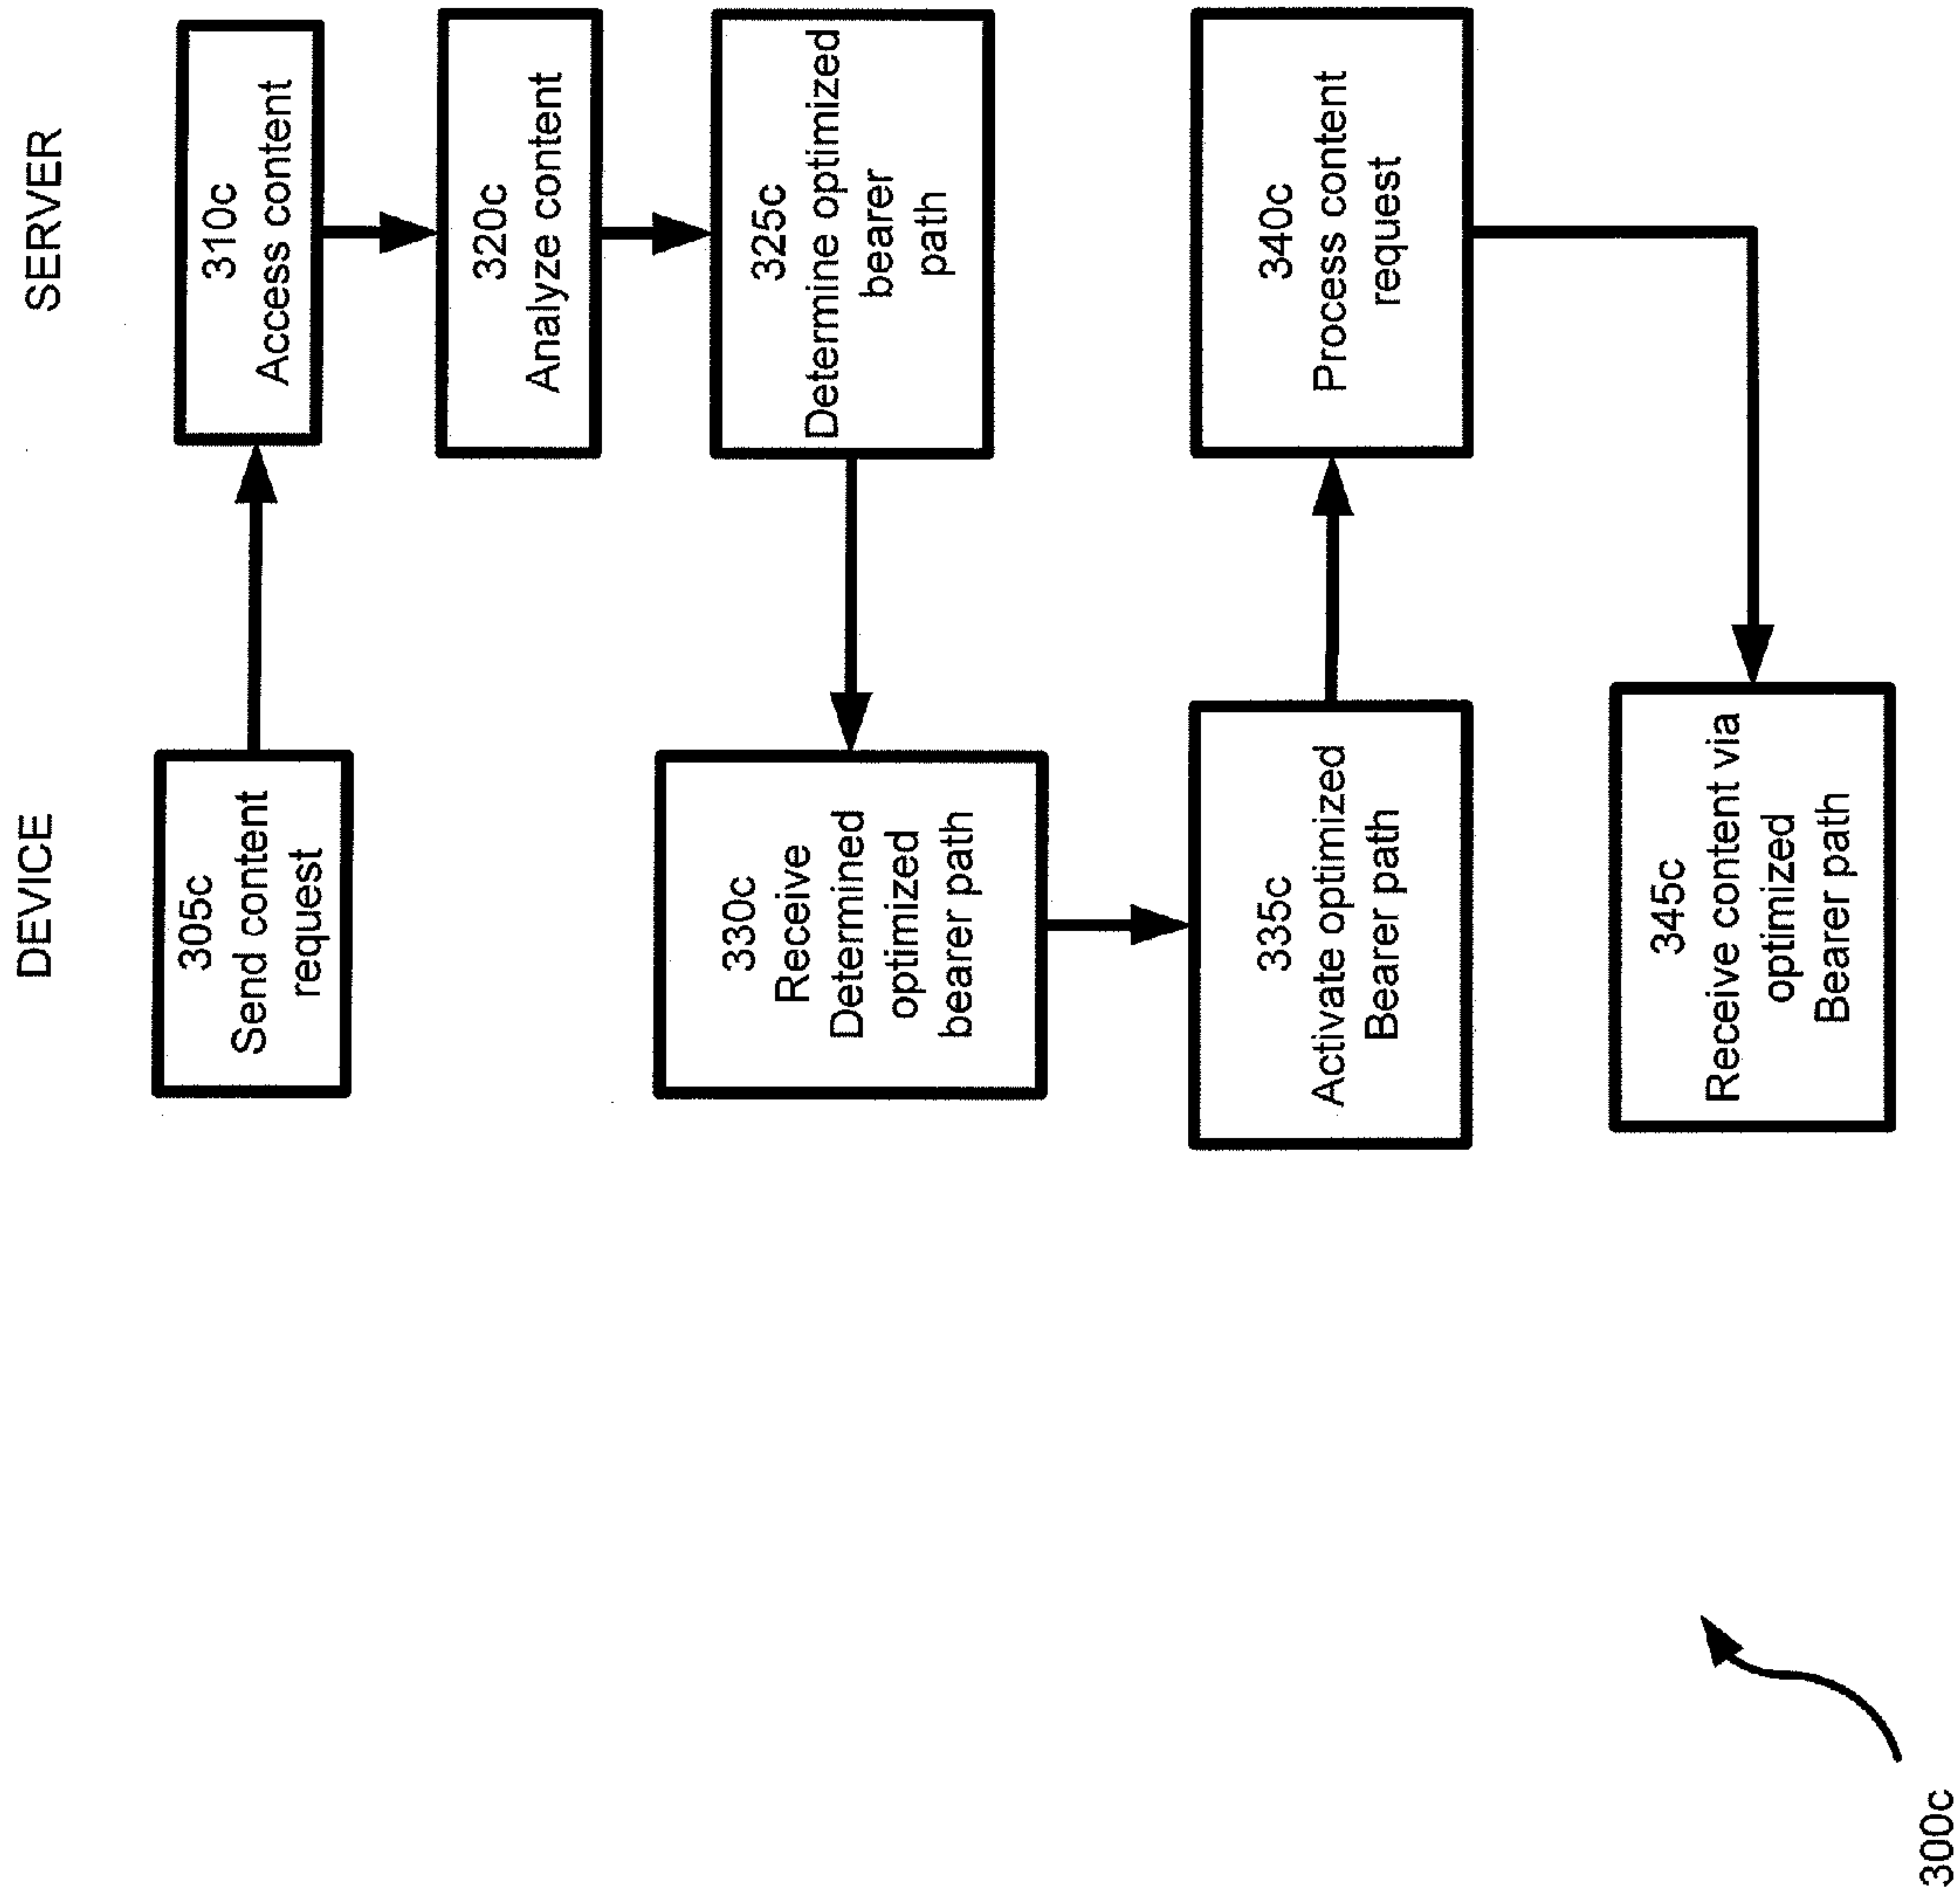 DEVICE
SERVER
305c
Send content
request
310c
Access content
320c
Analyze content
325c
Determine optimized
bearer
path
330c
Receive
Determined
optimized
bearer path
335c
Activate optimized
Bearer path
340c
Process content
request
345c
Receive content via
optimized
Bearer path
300c